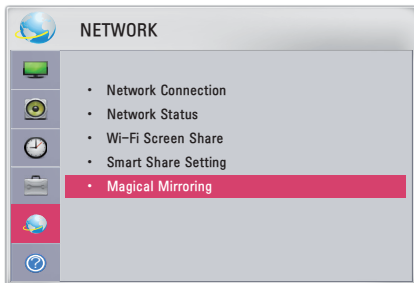 NETWORK
• Network Connection
• Network Status
• Wi-Fi Screen Share
• Smart Share Setting
• Magical Mirroring
?